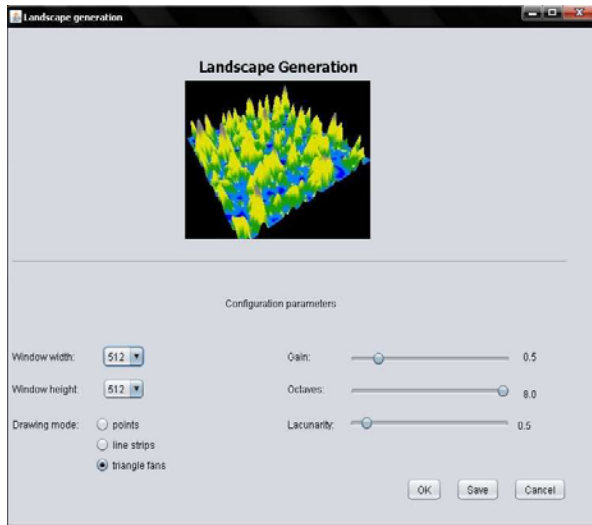 Landscape generation
Landscape Generation
Configuration parameters
Window width: 512
Window height: 512
Drawing mode: points
line strips
triangle fans
Gain: 0.5
Octaves: 8.0
Lacunarity: 0.5
OK Save Cancel